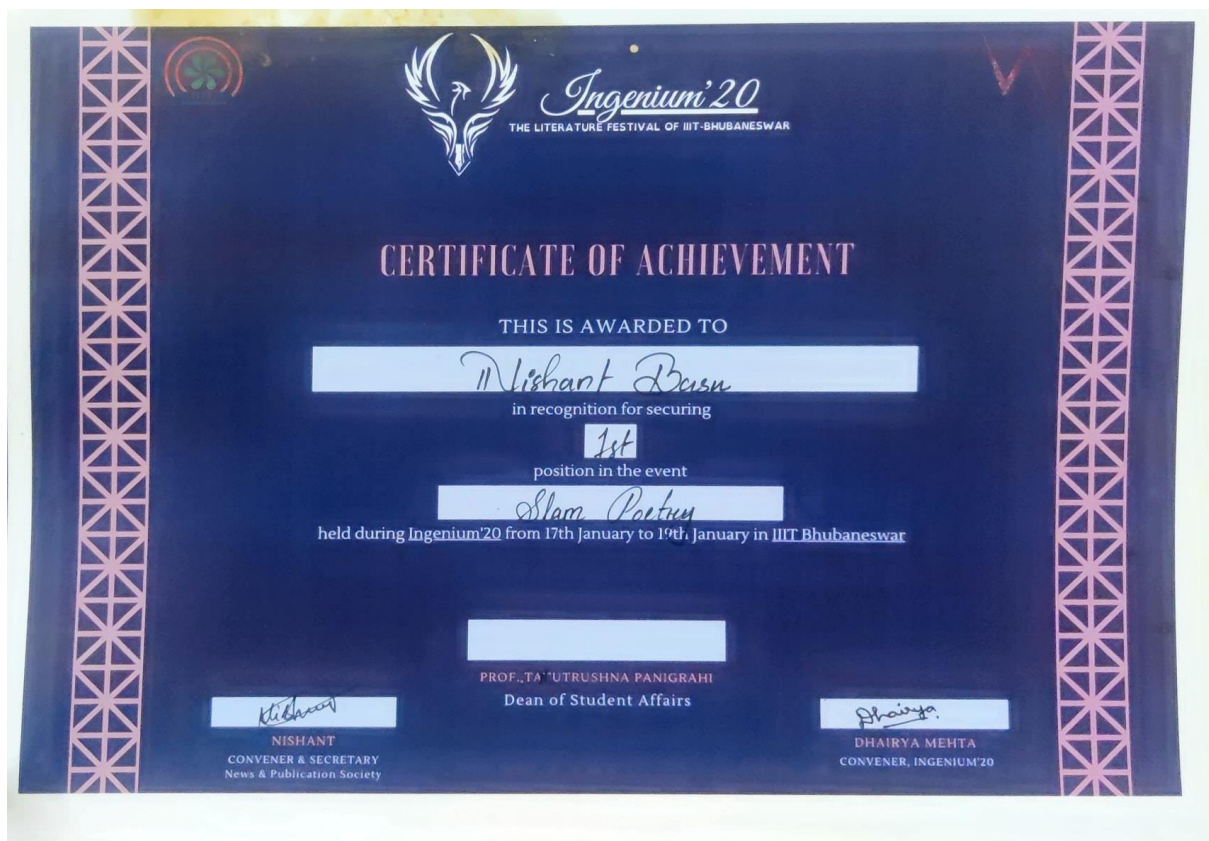 Ingenium'20
THE LITERATURE FESTIVAL OF IIIT-BHUBANESWAR
CERTIFICATE OF ACHIEVEMENT
THIS IS AWARDED TO
Nishant Basu
in recognition for securing
1st
position in the event
Slam Poetry
held during Ingenium'20 from 17th January to 19th January in IIIT Bhubaneswar
PROF. PANIGRAHI
Dean of Student Affairs
Nishant
NISHANT
CONVENER & SECRETARY
News & Publication Society
Dhairya
DHAIRYA MEHTA
CONVENER, INGENIUM'20